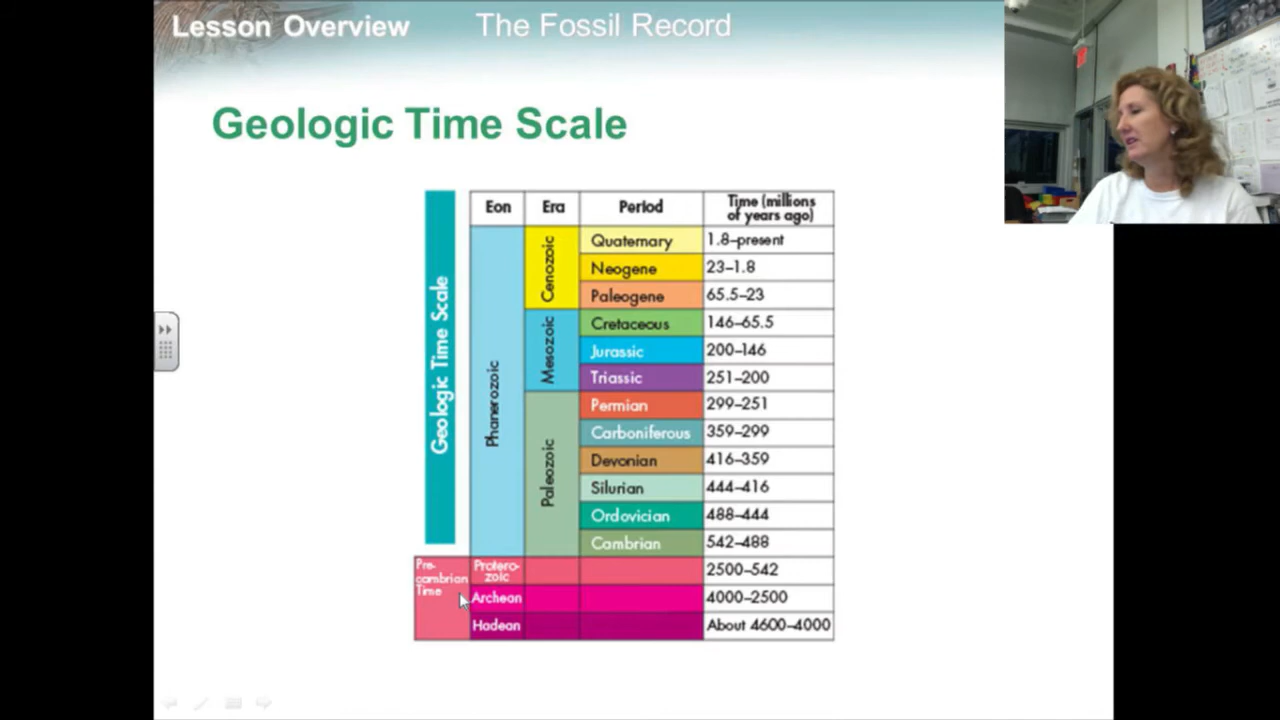 Lesson Overview The Fossil Record
Geologic Time Scale
Geologic Time Scale
Eon Era Period Time (millions
of years ago)
Phanerozoic
Cenozoic
Quaternary 1.8–present
Neogene 23–1.8
Paleogene 65.5–23
Mesozoic
Cretaceous 146–65.5
Jurassic 200–146
Triassic 251–200
Paleozoic
Permian 299–251
Carboniferous 359–299
Devonian 416–359
Silurian 444–416
Ordovician 488–444
Cambrian 542–488
Pre-
cambrian
Time
Protero-
zoic 2500–542
Archean 4000–2500
Hadean About 4600–4000